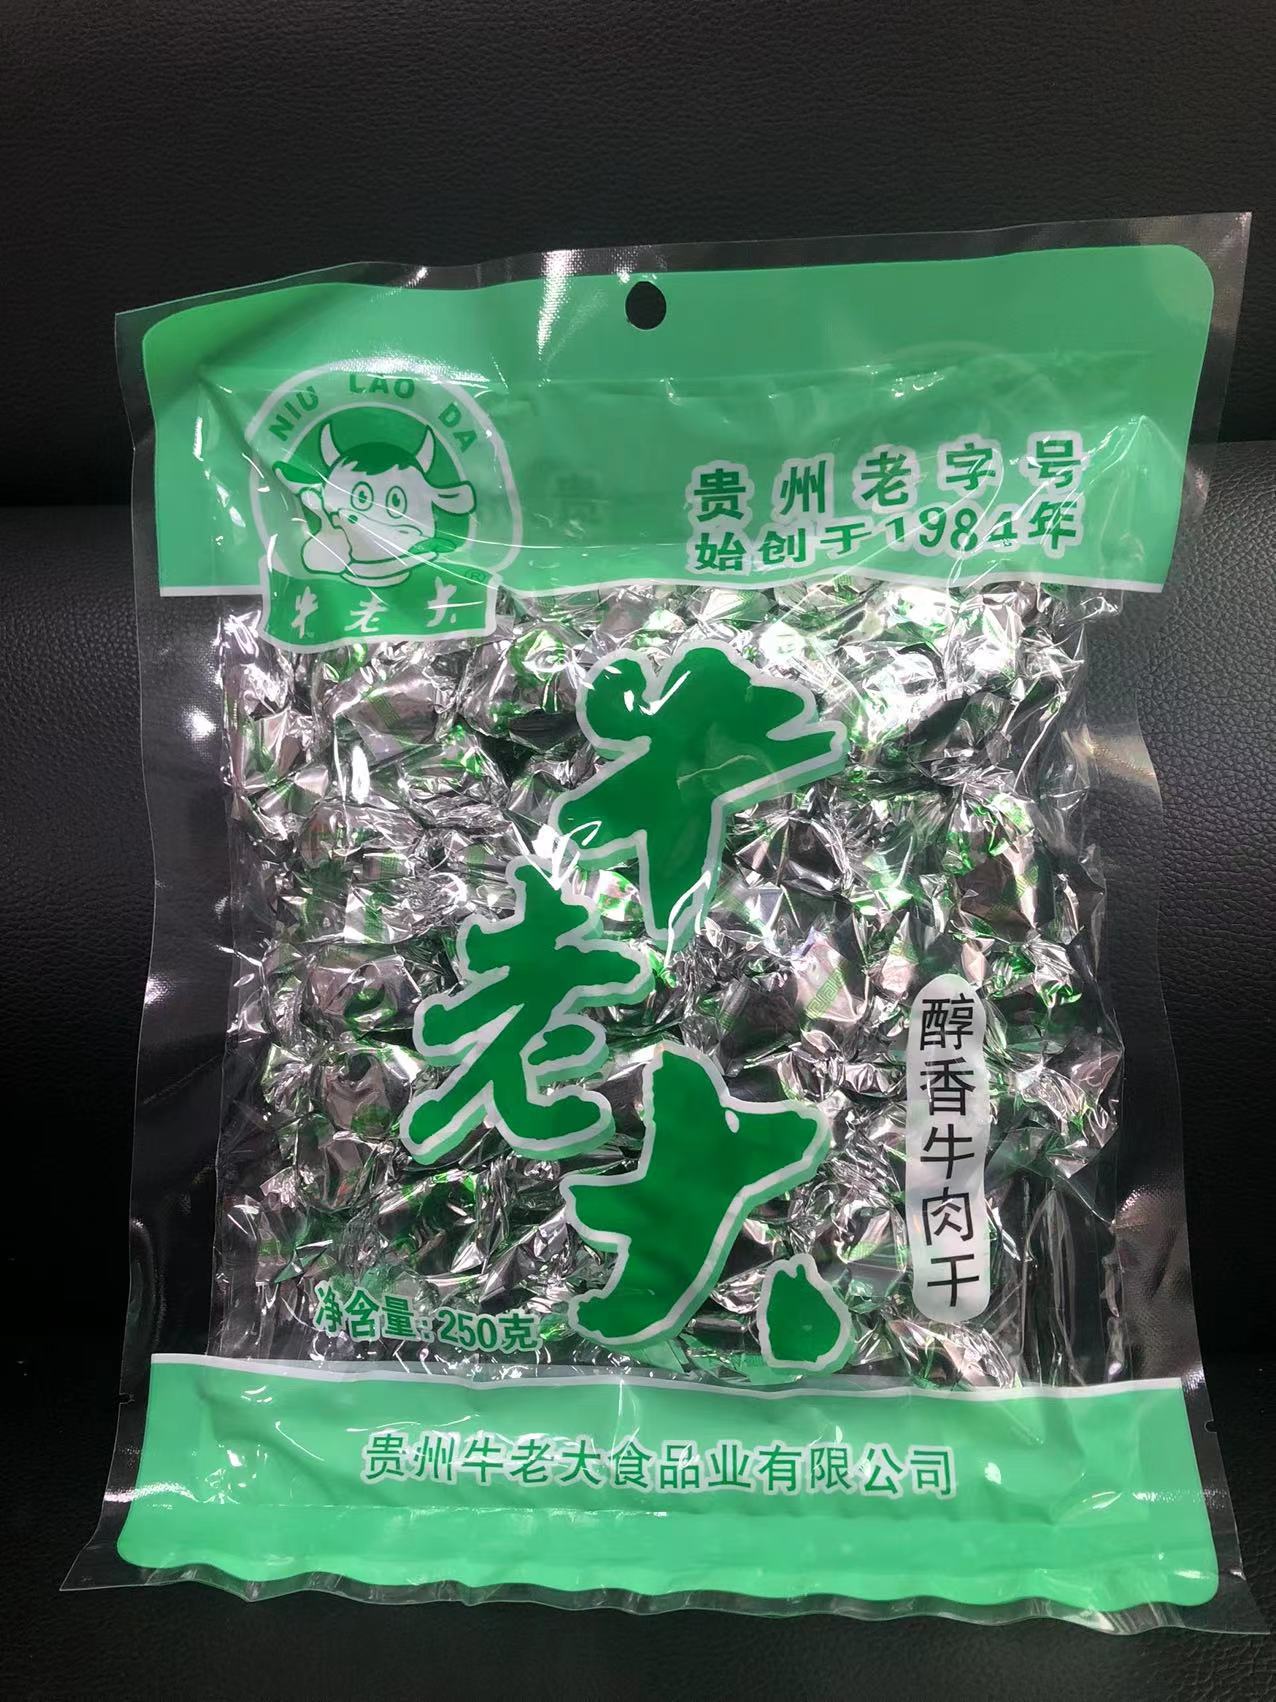 NIU LAO DA
牛老大
贵州老字号
始创于1984年
牛老大
醇香牛肉干
净含量:250克
贵州牛老大食品业有限公司